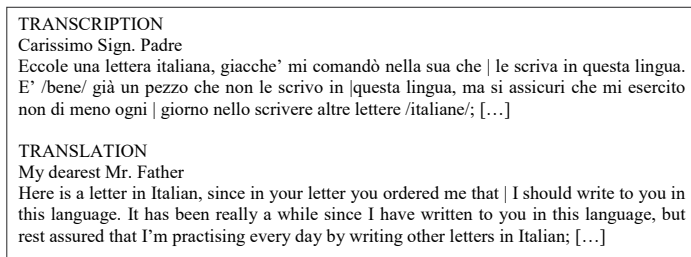 TRANSCRIPTION
Carissimo Sign. Padre
Eccole una lettera italiana, giacche’ mi comandò nella sua che | le scriva in questa lingua.
E’ /bene/ già un pezzo che non le scrivo in |questa lingua, ma si assicuri che mi esercito
non di meno ogni | giorno nello scrivere altre lettere /italiane/; […]
TRANSLATION
My dearest Mr. Father
Here is a letter in Italian, since in your letter you ordered me that | I should write to you in
this language. It has been really a while since I have written to you in this language, but
rest assured that I’m practising every day by writing other letters in Italian; […]